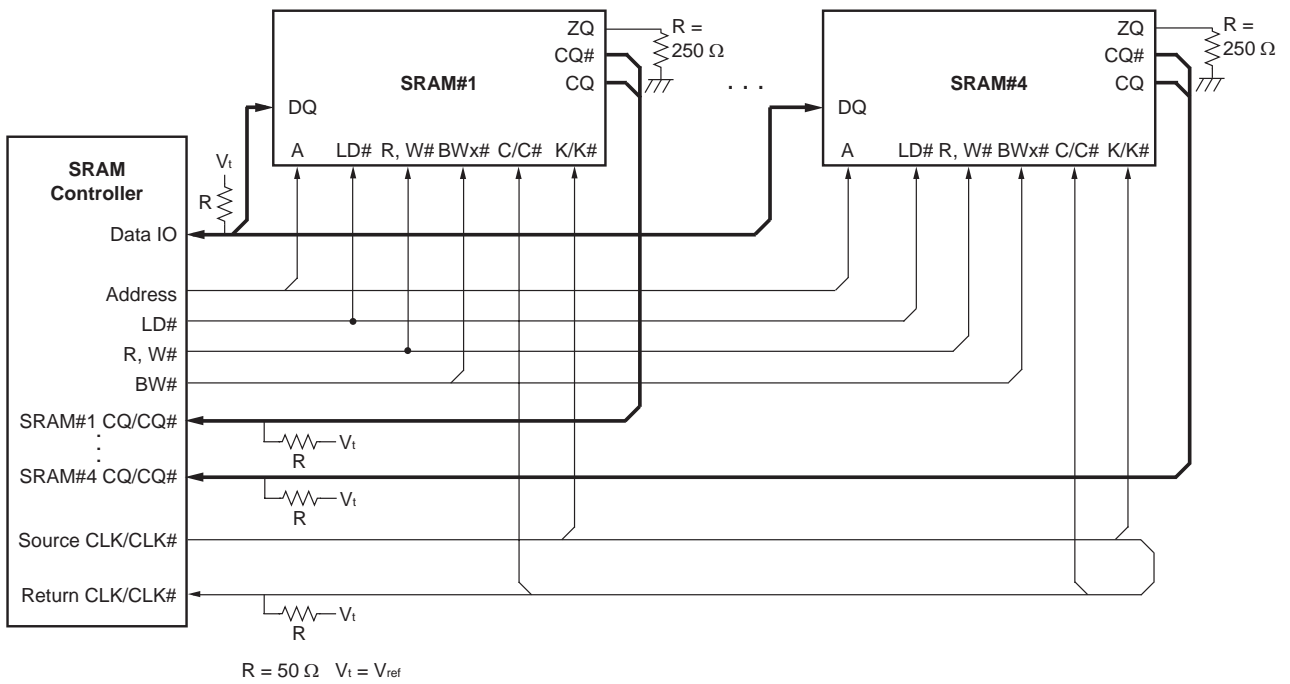 ZQ
CQ#
CQ
R =
250 Ω
SRAM#1
DQ
A LD# R, W# BWx# C/C# K/K#
. . .
ZQ
CQ#
CQ
R =
250 Ω
SRAM#4
DQ
A LD# R, W# BWx# C/C# K/K#
SRAM
Controller
Vt
R
Data IO
Address
LD#
R, W#
BW#
SRAM#1 CQ/CQ#
Vt
R
SRAM#4 CQ/CQ#
Vt
R
Source CLK/CLK#
Return CLK/CLK#
Vt
R
R = 50 Ω Vt = Vref